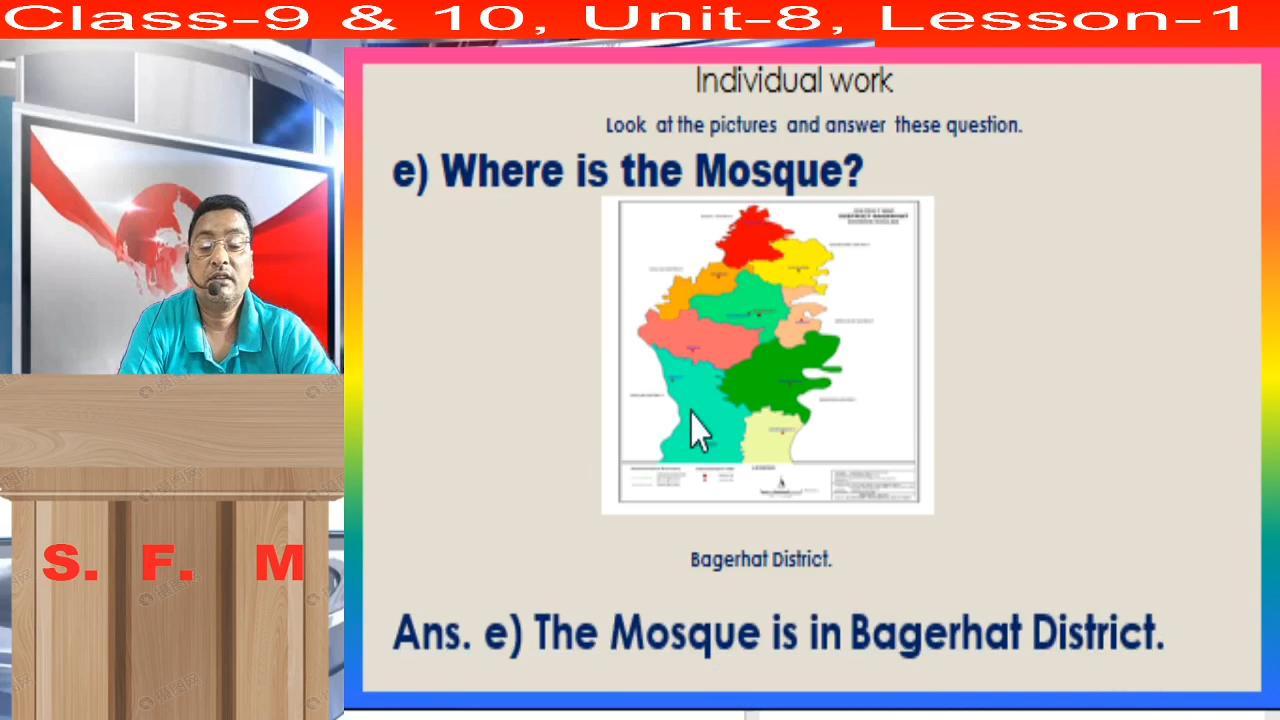 Class-9 & 10, Unit-8, Lesson-1
Individual work
Look at the pictures and answer these question.
e) Where is the Mosque?
Bagerhat District.
Ans. e) The Mosque is in Bagerhat District.
S. F. M